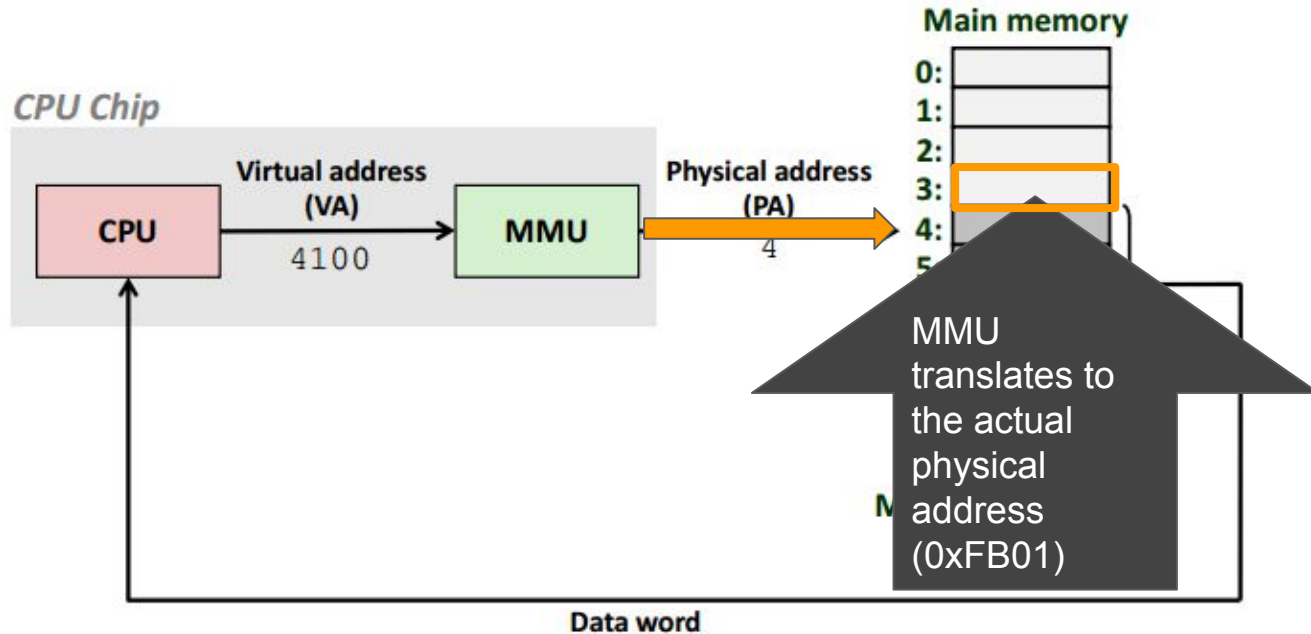 Main memory
0:
1:
2:
3:
4:
5
CPU Chip
Virtual address
(VA)
4100
CPU
MMU
Physical address
(PA)
4
MMU
translates to
the actual
physical
address
(0xFB01)
M
Data word